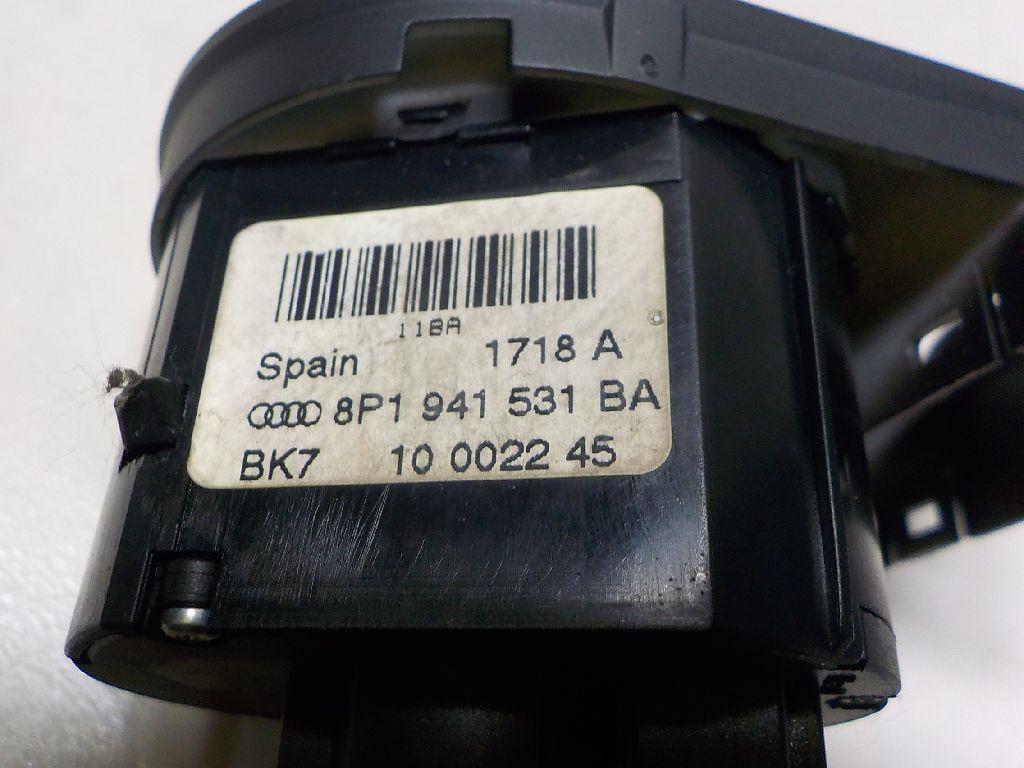 11BA
Spain 1718 A
8P1 941 531 BA
BK7 10 0022 45